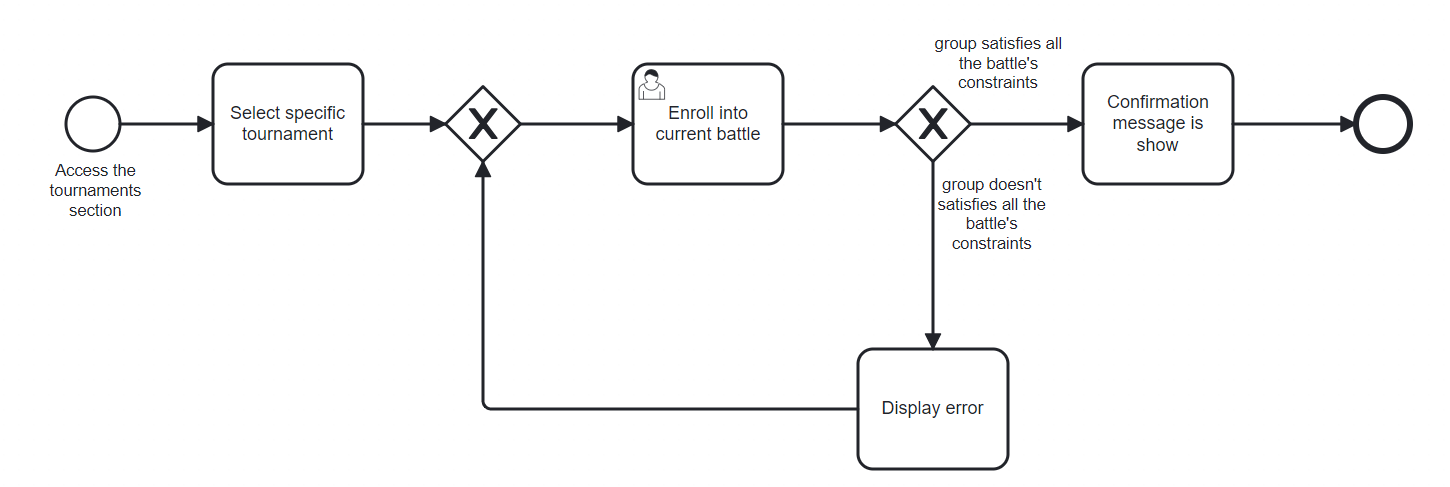 Access the
tournaments
section
Select specific
tournament
Enroll into
current battle
group satisfies all
the battle's
constraints
group doesn't
satisfies all the
battle's
constraints
Confirmation
message is
show
Display error